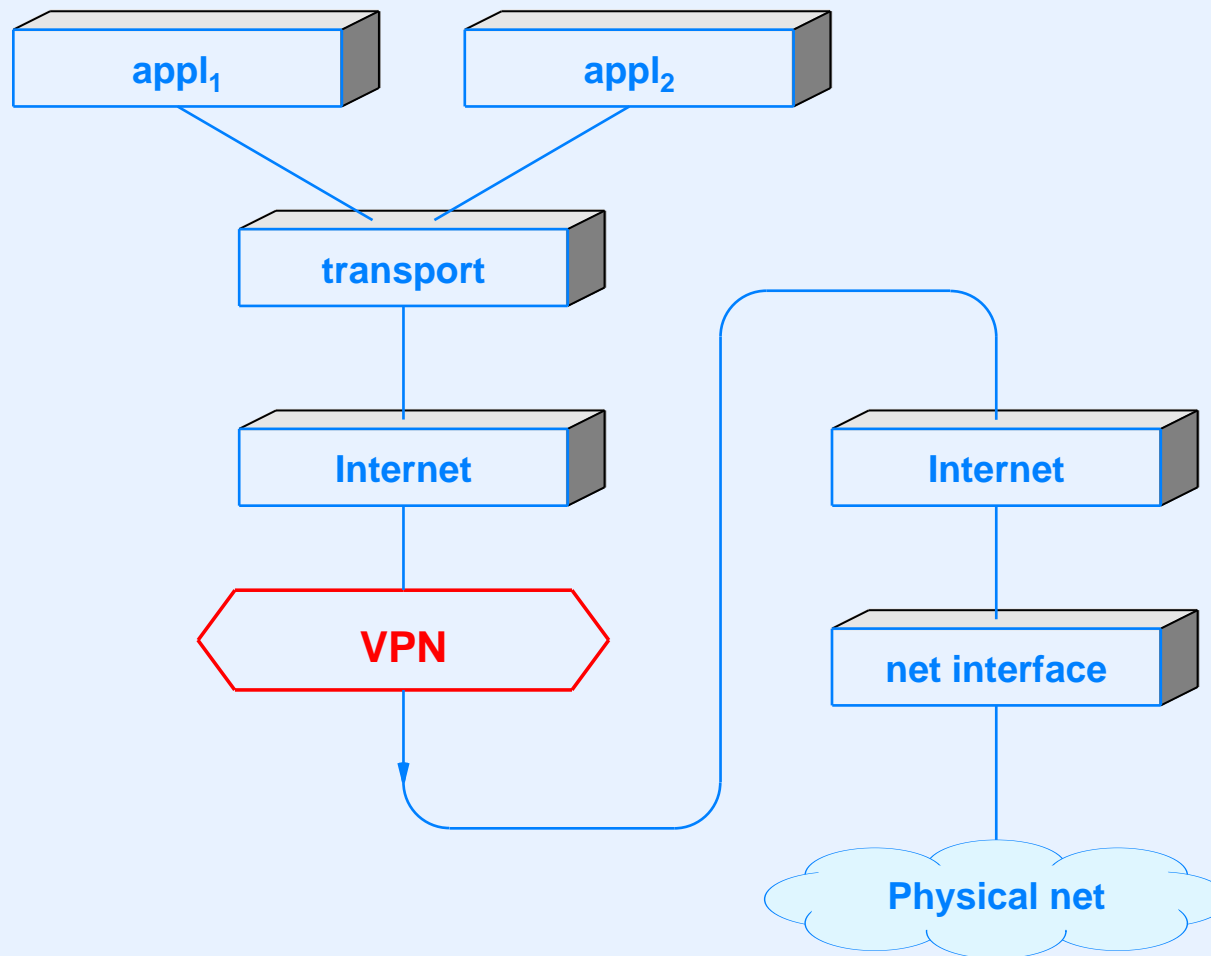 appl₁
appl₂
transport
Internet
VPN
Internet
net interface
Physical net